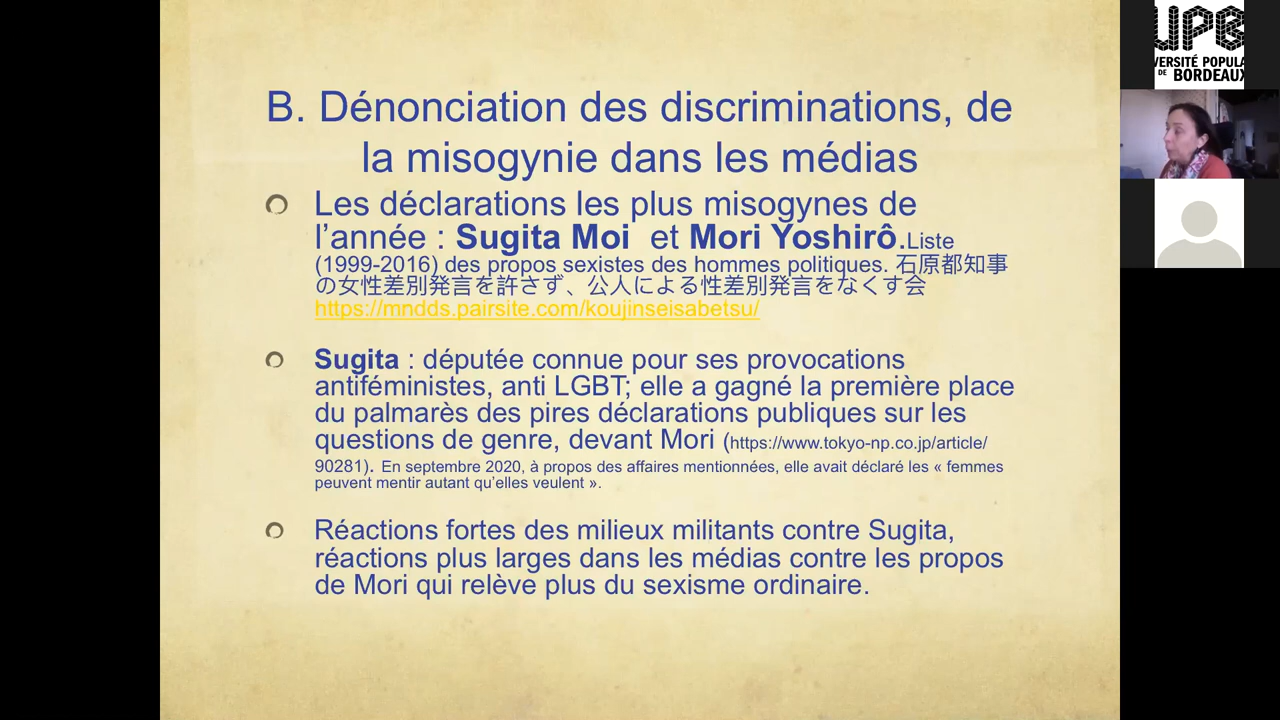 B. Dénonciation des discriminations, de
la misogynie dans les médias
Les déclarations les plus misogynes de
l'année : Sugita Moi et Mori Yoshirô.Liste
(1999-2016) des propos sexistes des hommes politiques. 石原都知事
の女性差別発言を許さず、公人による性差別発言をなくす会
https://mndds.pairsite.com/koujinseisabetsu/
Sugita : députée connue pour ses provocations
antiféministes, anti LGBT; elle a gagné la première place
du palmarès des pires déclarations publiques sur les
questions de genre, devant Mori (https://www.tokyo-np.co.jp/article/
90281). En septembre 2020, à propos des affaires mentionnées, elle avait déclaré les « femmes
peuvent mentir autant qu'elles veulent ».
Réactions fortes des milieux militants contre Sugita,
réactions plus larges dans les médias contre les propos
de Mori qui relève plus du sexisme ordinaire.
UPB
VERSITÉ POPULA
DE BORDEAUX